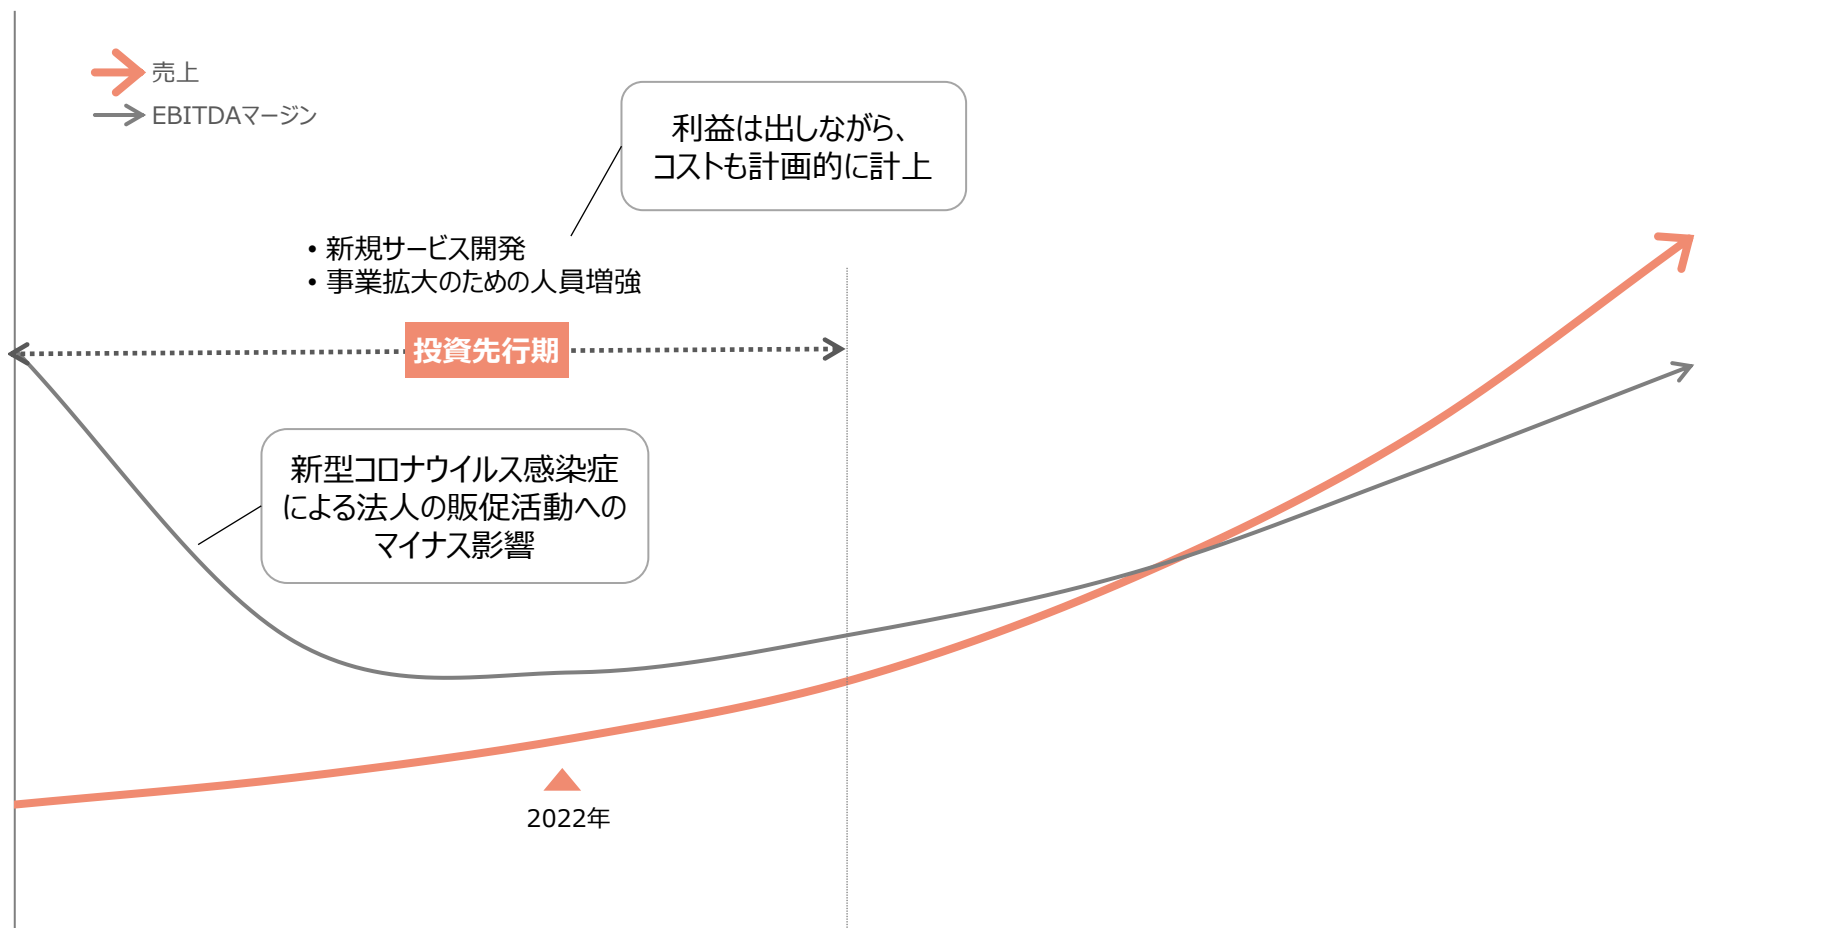 売上
EBITDAマージン
利益は出しながら、
コストも計画的に計上
・新規サービス開発
・事業拡大のための人員増強
投資先行期
新型コロナウイルス感染症
による法人の販促活動への
マイナス影響
2022年